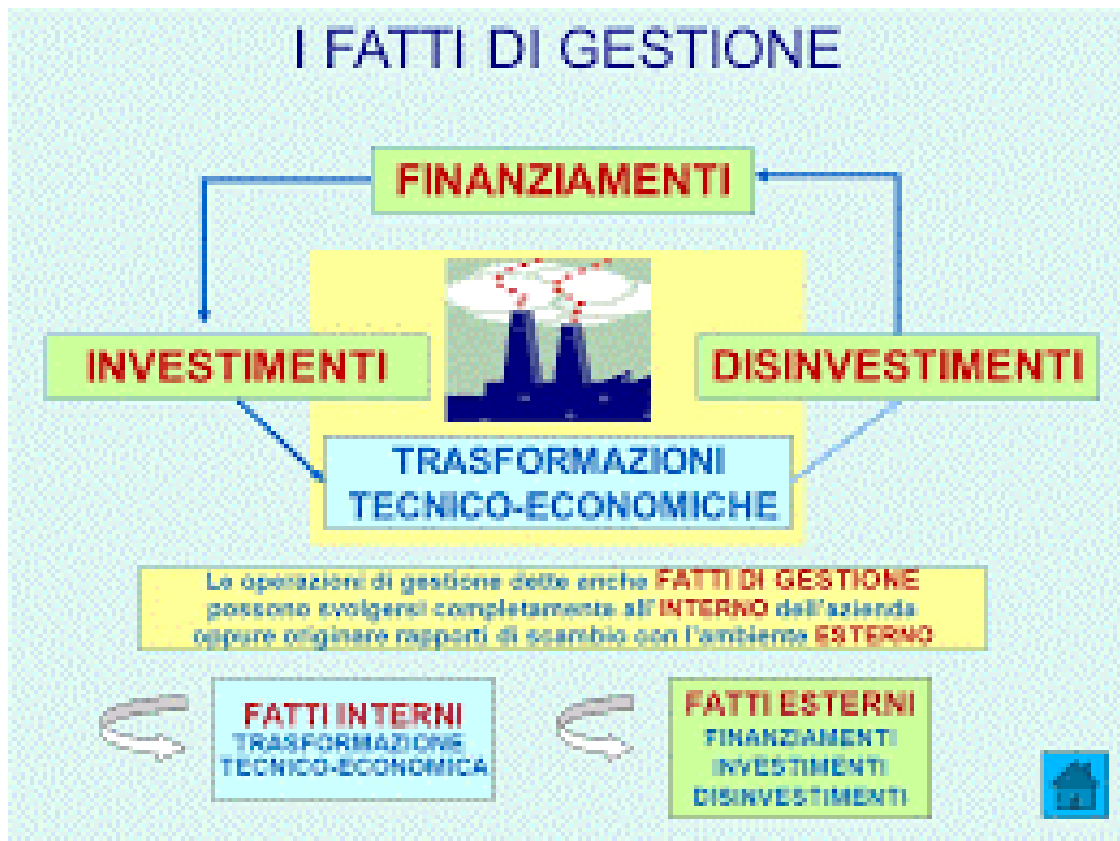 I FATTI DI GESTIONE
FINANZIAMENTI
INVESTIMENTI
DISINVESTIMENTI
TRASFORMAZIONI
TECNICO-ECONOMICHE
Le operazioni di gestione dette anche FATTI DI GESTIONE
possono svolgersi completamente all'INTERNO dell'azienda
oppure originare rapporti di scambio con l'ambiente ESTERNO
FATTI INTERNI
TRASFORMAZIONE
TECNICO-ECONOMICA
FATTI ESTERNI
FINANZIAMENTI
INVESTIMENTI
DISINVESTIMENTI